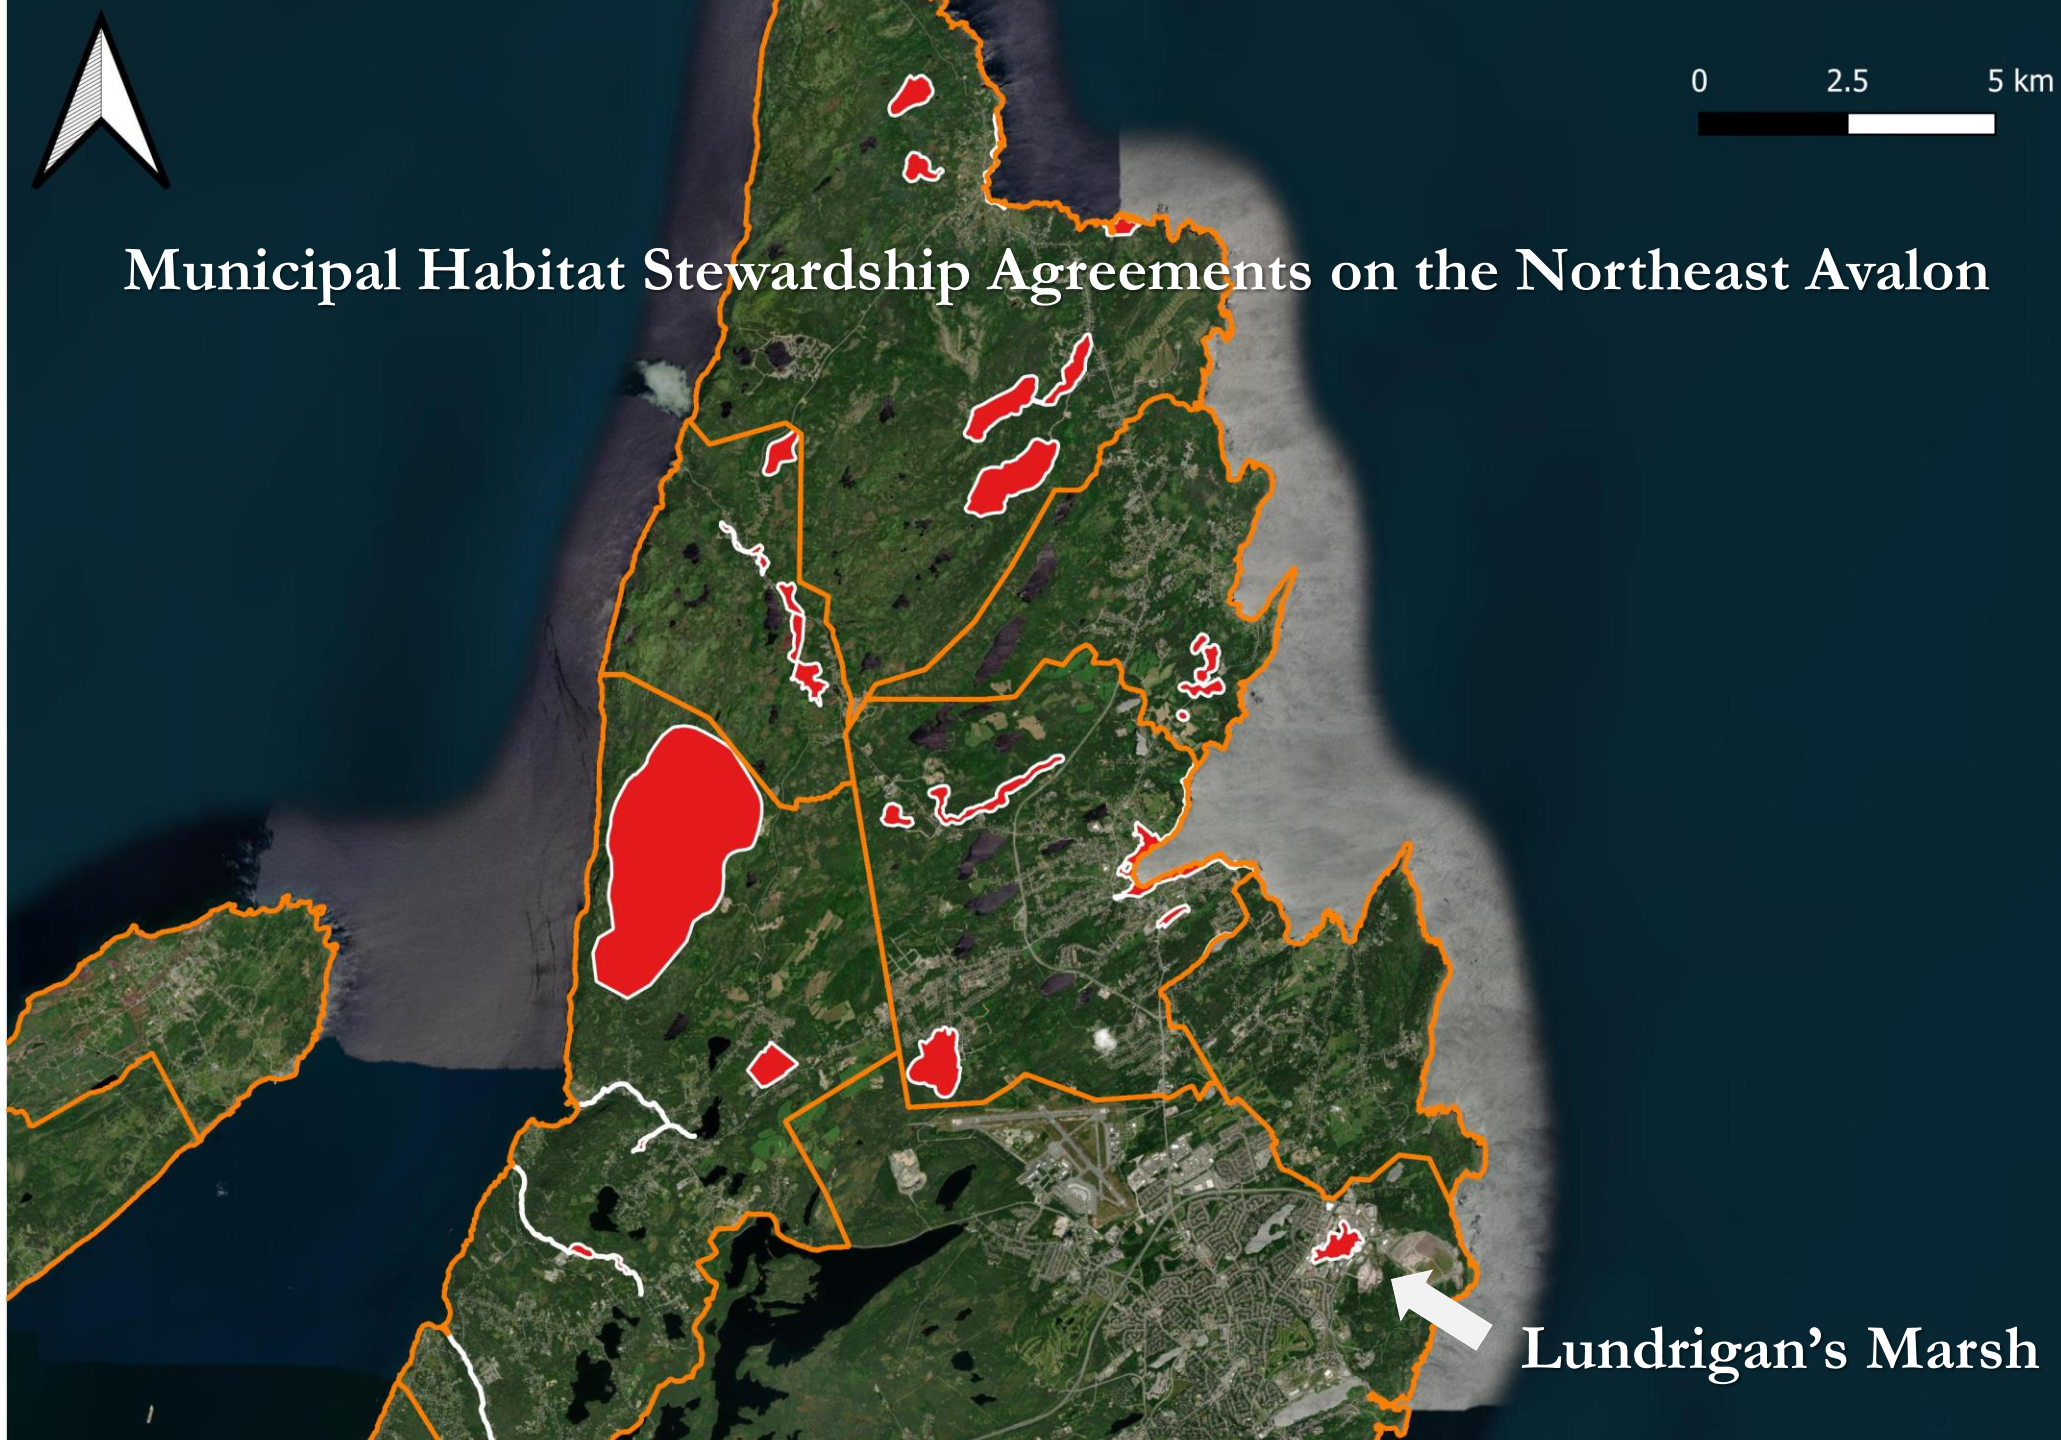 0 2.5 5 km
Municipal Habitat Stewardship Agreements on the Northeast Avalon
Lundrigan’s Marsh